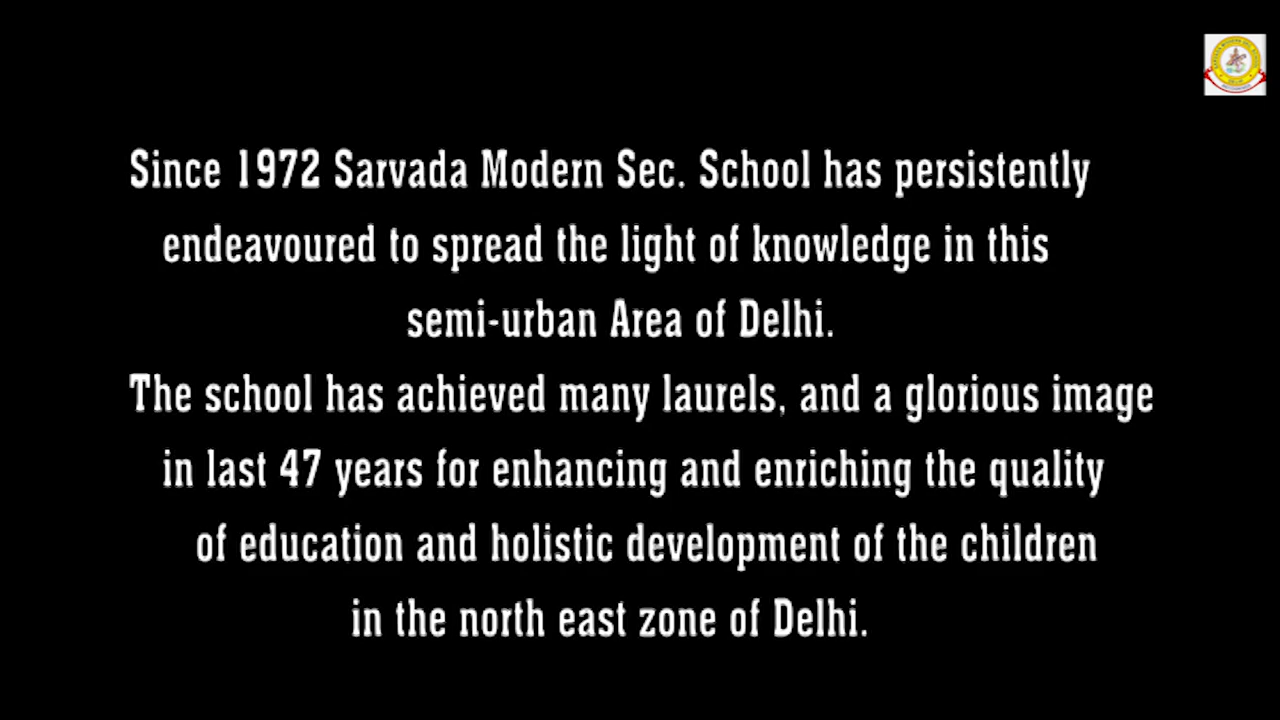 Since 1972 Sarvada Modern Sec. School has persistently
endeavoured to spread the light of knowledge in this
semi-urban Area of Delhi.
The school has achieved many laurels, and a glorious image
in last 47 years for enhancing and enriching the quality
of education and holistic development of the children
in the north east zone of Delhi.